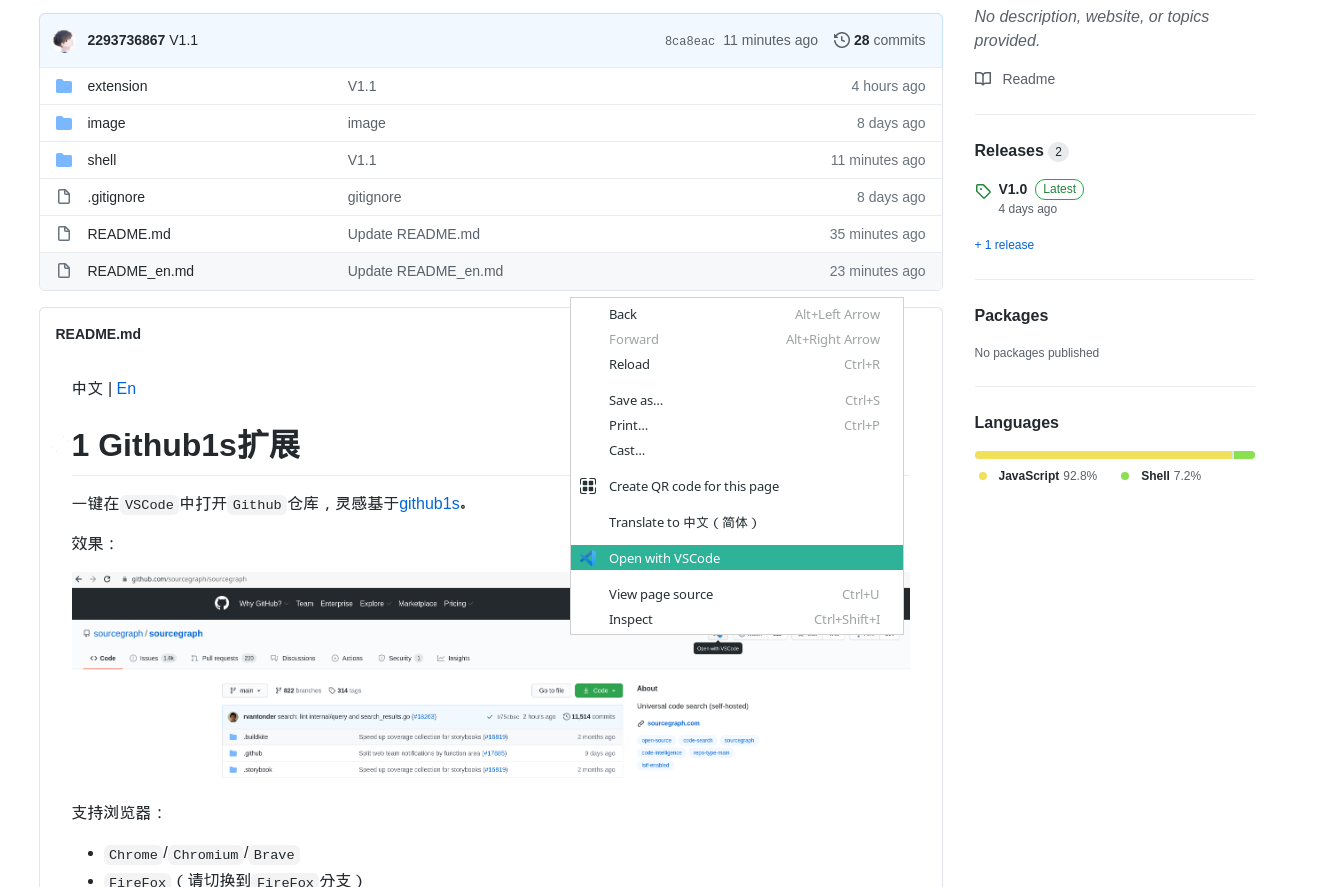 No description, website, or topics
provided.
Readme
Releases 2
V1.0 Latest
4 days ago
+ 1 release
Packages
No packages published
Languages
JavaScript 92.8% Shell 7.2%
2293736867 V1.1 8ca8eac 11 minutes ago 28 commits
extension V1.1 4 hours ago
image image 8 days ago
shell V1.1 11 minutes ago
.gitignore gitignore 8 days ago
README.md Update README.md 35 minutes ago
README_en.md Update README_en.md 23 minutes ago
README.md
中文 | En
1 Github1s扩展
一键在 VSCode 中打开 Github 仓库，灵感基于github1s。
效果：
Back Alt+Left Arrow
Forward Alt+Right Arrow
Reload Ctrl+R
Save as... Ctrl+S
Print... Ctrl+P
Cast...
Create QR code for this page
Translate to 中文（简体）
Open with VSCode
View page source Ctrl+U
Inspect Ctrl+Shift+I
github.com/sourcegraph/sourcegraph
Why GitHub? Team Enterprise Explore Marketplace Pricing
sourcegraph / sourcegraph
Open with VSCode
Code Issues 1.8k Pull requests 220 Discussions Actions Security 1 Insights
main 822 branches 314 tags Go to file Code
About
Universal code search (self-hosted)
sourcegraph.com
open-source code-search sourcegraph
code-intelligence repo-type-main
lsif-enabled
rvantonder search: lint internal/query and search_results.go 2 hours ago 11,514 commits
.buildkite Speed up coverage collection for storybooks (#16819) 2 months ago
.github Split web team notifications by function area 9 days ago
.storybook Speed up coverage collection for storybooks (#16819) 2 months ago
支持浏览器：
Chrome / Chromium / Brave
FireFox （请切换到 FireFox 分支）